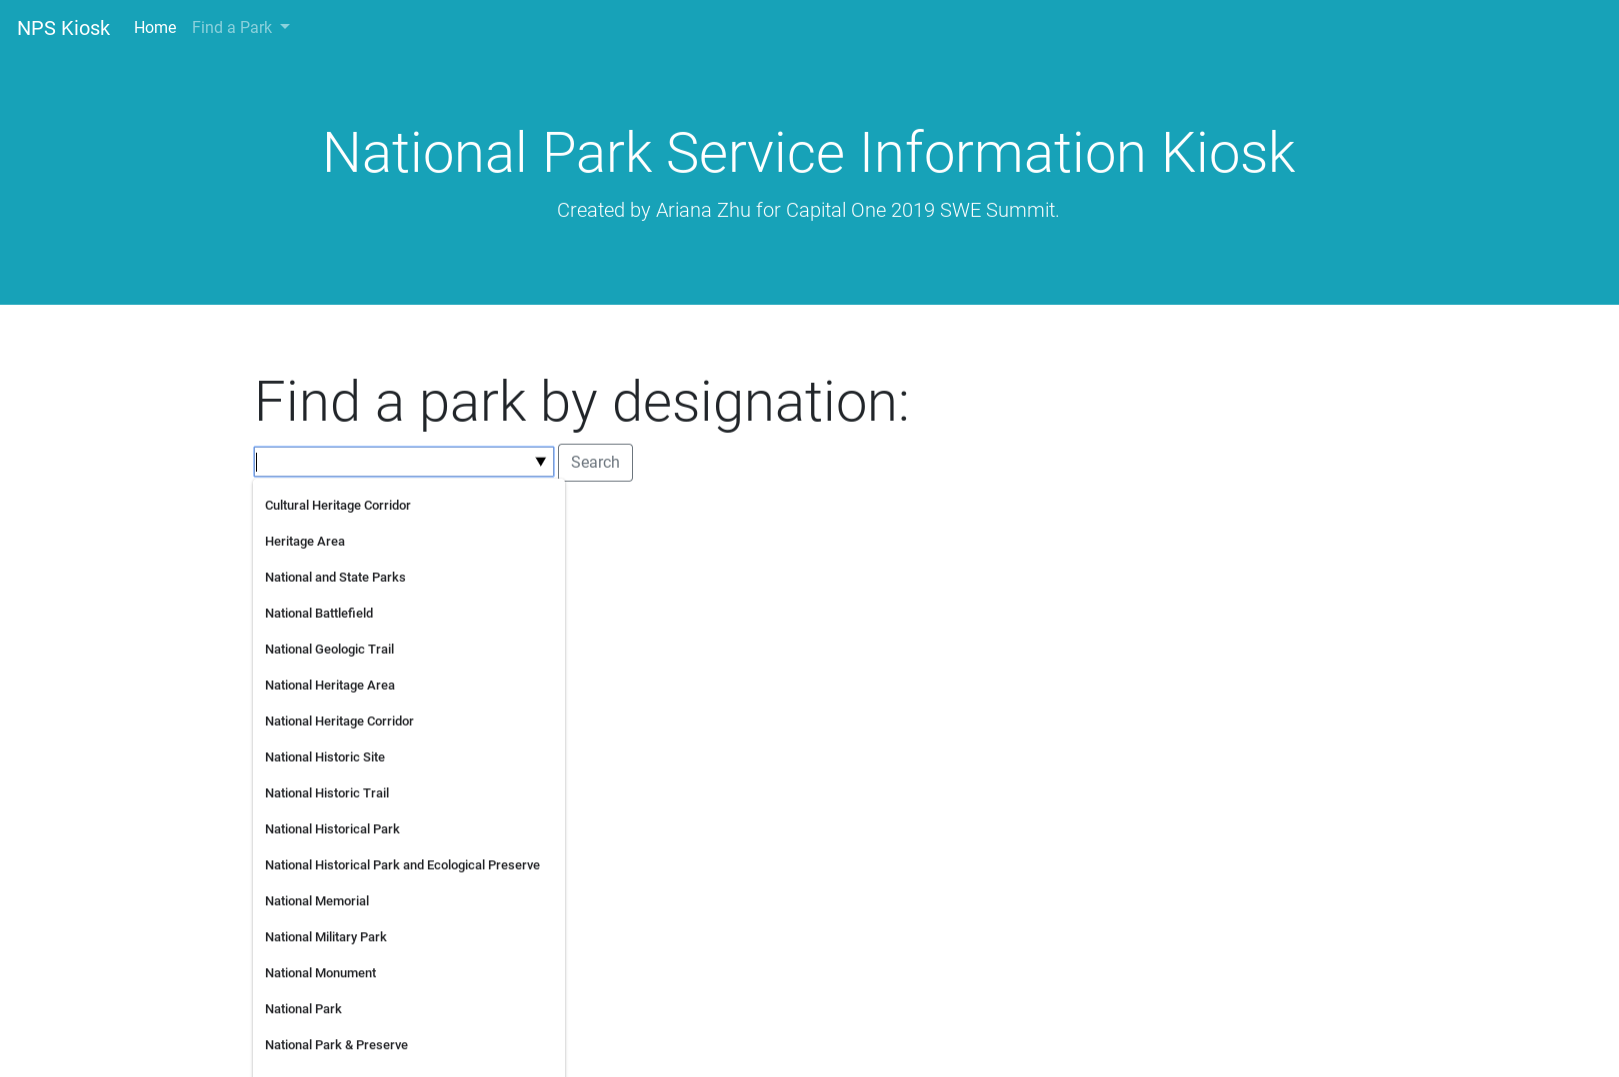 NPS Kiosk Home Find a Park
National Park Service Information Kiosk
Created by Ariana Zhu for Capital One 2019 SWE Summit.
Find a park by designation:
Search
Cultural Heritage Corridor
Heritage Area
National and State Parks
National Battlefield
National Geologic Trail
National Heritage Area
National Heritage Corridor
National Historic Site
National Historic Trail
National Historical Park
National Historical Park and Ecological Preserve
National Memorial
National Military Park
National Monument
National Park
National Park & Preserve